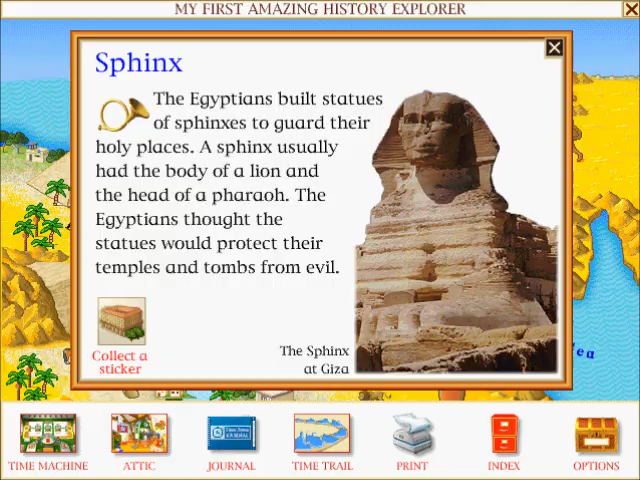 MY FIRST AMAZING HISTORY EXPLORER
Sphinx
The Egyptians built statues
of sphinxes to guard their
holy places. A sphinx usually
had the body of a lion and
the head of a pharaoh. The
Egyptians thought the
statues would protect their
temples and tombs from evil.
Collect a
sticker
The Sphinx
at Giza
TIME MACHINE
ATTIC
JOURNAL
TIME TRAIL
PRINT
INDEX
OPTIONS